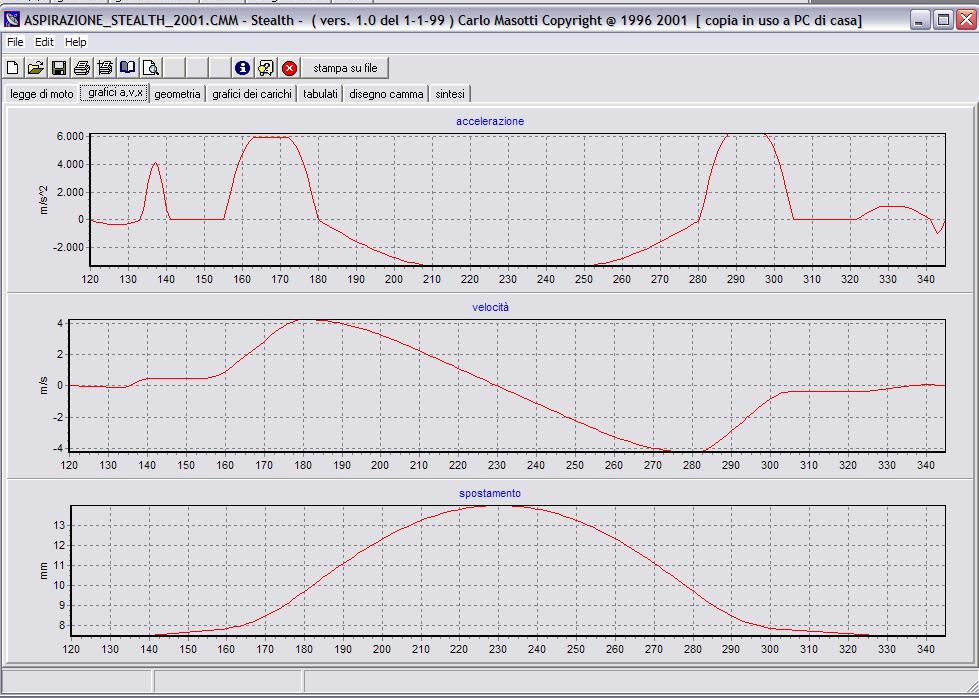 ASPIRAZIONE_STEALTH_2001.CMM - Stealth - ( vers. 1.0 del 1-1-99 ) Carlo Masotti Copyright @ 1996 2001 [ copia in uso a PC di casa]
File Edit Help
stampa su file
legge di moto grafici a,v,x geometria grafici dei carichi tabulati disegno camma sintesi
accelerazione
6.000
4.000
2.000
0
-2.000
m/s^2
120 130 140 150 160 170 180 190 200 210 220 230 240 250 260 270 280 290 300 310 320 330 340
velocità
4
2
0
-2
-4
m/s
120 130 140 150 160 170 180 190 200 210 220 230 240 250 260 270 280 290 300 310 320 330 340
spostamento
13
12
11
10
9
8
mm
120 130 140 150 160 170 180 190 200 210 220 230 240 250 260 270 280 290 300 310 320 330 340